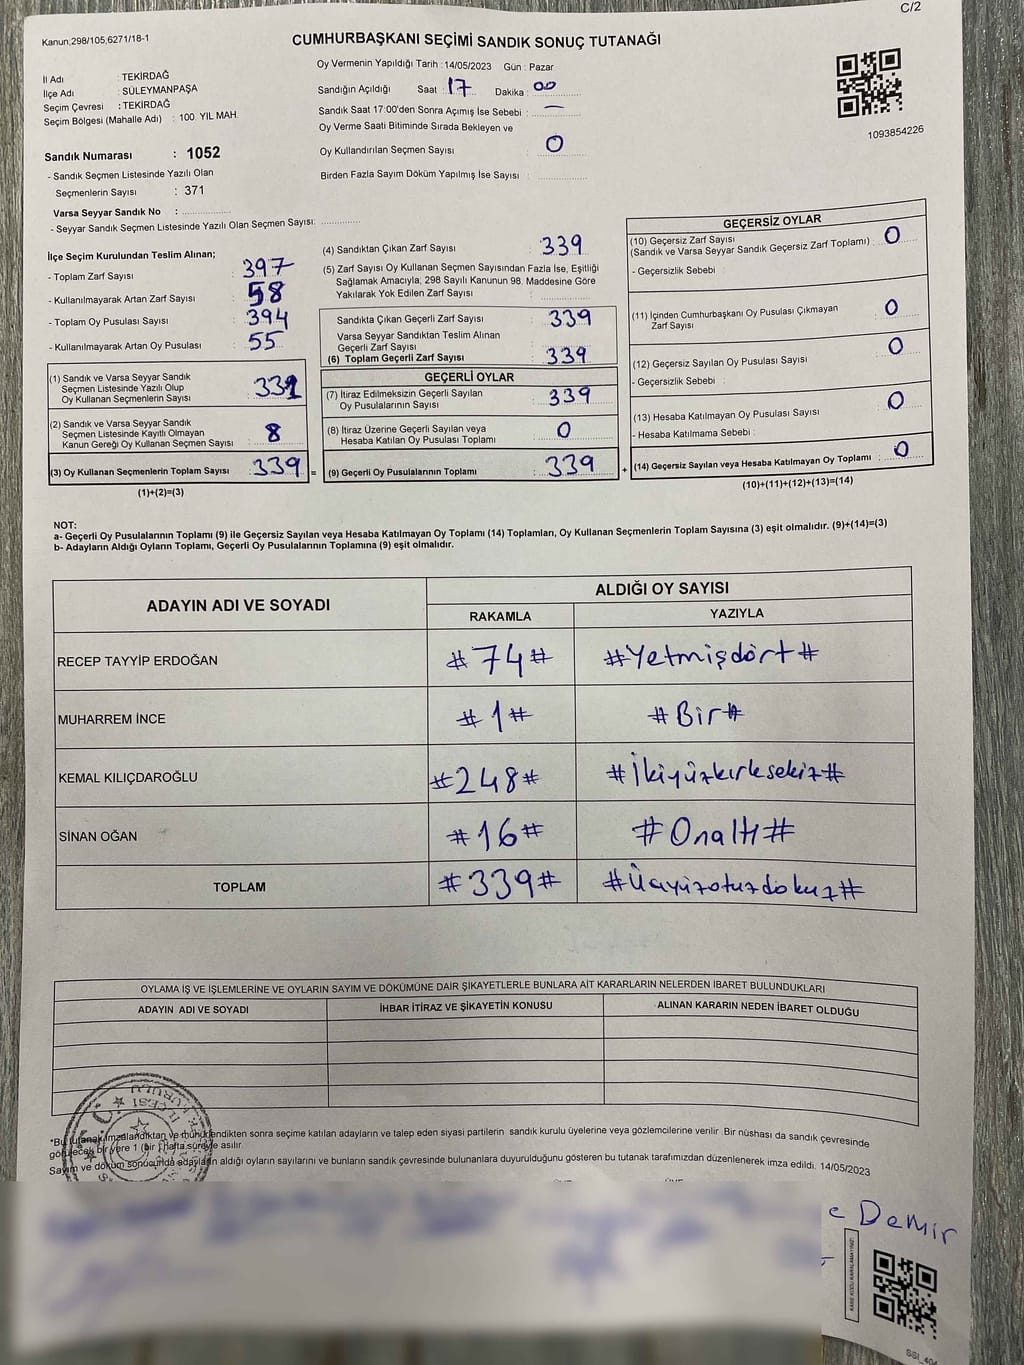 C/2
Kanun,298/105,6271/18-1
CUMHURBAŞKANI SEÇİMİ SANDIK SONUÇ TUTANAĞI
İl Adı : TEKİRDAĞ
İlçe Adı : SÜLEYMANPAŞA
Seçim Çevresi : TEKİRDAĞ
Seçim Bölgesi (Mahalle Adı) : 100. YIL MAH.
Sandık Numarası : 1052
- Sandık Seçmen Listesinde Yazılı Olan
Seçmenlerin Sayısı : 371
Varsa Seyyar Sandık No :
- Seyyar Sandık Seçmen Listesinde Yazılı Olan Seçmen Sayısı:
Oy Vermenin Yapıldığı Tarih : 14/05/2023 Gün : Pazar
Sandığın Açıldığı Saat : 17 Dakika : 00
Sandık Saat 17:00'den Sonra Açımış İse Sebebi : —
Oy Verme Saati Bitiminde Sırada Bekleyen ve
Oy Kullandırılan Seçmen Sayısı : 0
Birden Fazla Sayım Döküm Yapılmış İse Sayısı :
1093854226
İlçe Seçim Kurulundan Teslim Alınan;
- Toplam Zarf Sayısı : 397
- Kullanılmayarak Artan Zarf Sayısı : 58
- Toplam Oy Pusulası Sayısı : 394
- Kullanılmayarak Artan Oy Pusulası : 55
(1) Sandık ve Varsa Seyyar Sandık
Seçmen Listesinde Yazılı Olup
Oy Kullanan Seçmenlerin Sayısı : 331
(2) Sandık ve Varsa Seyyar Sandık
Seçmen Listesinde Kayıtlı Olmayan
Kanun Gereği Oy Kullanan Seçmen Sayısı : 8
(3) Oy Kullanan Seçmenlerin Toplam Sayısı : 339 =
(1)+(2)=(3)
(4) Sandıktan Çıkan Zarf Sayısı : 339
(5) Zarf Sayısı Oy Kullanan Seçmen Sayısından Fazla İse, Eşitliği
Sağlamak Amacıyla, 298 Sayılı Kanunun 98. Maddesine Göre
Yakılarak Yok Edilen Zarf Sayısı :
Sandıkta Çıkan Geçerli Zarf Sayısı : 339
Varsa Seyyar Sandıktan Teslim Alınan
Geçerli Zarf Sayısı :
(6) Toplam Geçerli Zarf Sayısı : 339
GEÇERLİ OYLAR
(7) İtiraz Edilmeksizin Geçerli Sayılan
Oy Pusulalarının Sayısı : 339
(8) İtiraz Üzerine Geçerli Sayılan veya
Hesaba Katılan Oy Pusulası Toplamı : 0
(9) Geçerli Oy Pusulalarının Toplamı : 339 +
GEÇERSİZ OYLAR
(10) Geçersiz Zarf Sayısı
(Sandık ve Varsa Seyyar Sandık Geçersiz Zarf Toplamı) : 0
- Geçersizlik Sebebi :
(11) İçinden Cumhurbaşkanı Oy Pusulası Çıkmayan
Zarf Sayısı : 0
(12) Geçersiz Sayılan Oy Pusulası Sayısı : 0
- Geçersizlik Sebebi :
(13) Hesaba Katılmayan Oy Pusulası Sayısı : 0
- Hesaba Katılmama Sebebi :
(14) Geçersiz Sayılan veya Hesaba Katılmayan Oy Toplamı : 0
(10)+(11)+(12)+(13)=(14)
NOT:
a- Geçerli Oy Pusulalarının Toplamı (9) ile Geçersiz Sayılan veya Hesaba Katılmayan Oy Toplamı (14) Toplamları, Oy Kullanan Seçmenlerin Toplam Sayısına (3) eşit olmalıdır. (9)+(14)=(3)
b- Adayların Aldığı Oyların Toplamı, Geçerli Oy Pusulalarının Toplamına (9) eşit olmalıdır.
ADAYIN ADI VE SOYADI
ALDIĞI OY SAYISI
RAKAMLA YAZIYLA
RECEP TAYYİP ERDOĞAN #74# #Yetmişdört#
MUHARREM İNCE #1# #Bir#
KEMAL KILIÇDAROĞLU #248# #İkiyüzkırksekiz#
SİNAN OĞAN #16# #Onaltı#
TOPLAM #339# #Üçyüzotuzdokuz#
OYLAMA İŞ VE İŞLEMLERİNE VE OYLARIN SAYIM VE DÖKÜMÜNE DAİR ŞİKAYETLERLE BUNLARA AİT KARARLARIN NELERDEN İBARET BULUNDUKLARI
ADAYIN ADI VE SOYADI İHBAR İTİRAZ VE ŞİKAYETİN KONUSU ALINAN KARARIN NEDEN İBARET OLDUĞU
*Bu tutanak imzalandıktan ve mühürlendikten sonra seçime katılan adayların ve talep eden siyasi partilerin sandık kurulu üyelerine veya gözlemcilerine verilir .Bir nüshası da sandık çevresinde
görülecek bir yere 1 (bir ) hafta süreyle asılır.
Sayım ve döküm sonucunda adayların aldığı oyların sayılarını ve bunların sandık çevresinde bulunanlara duyurulduğunu gösteren bu tutanak tarafımızdan düzenlenerek imza edildi. 14/05/2023
e Demir
KARE KODU KARALAMAYINIZ!